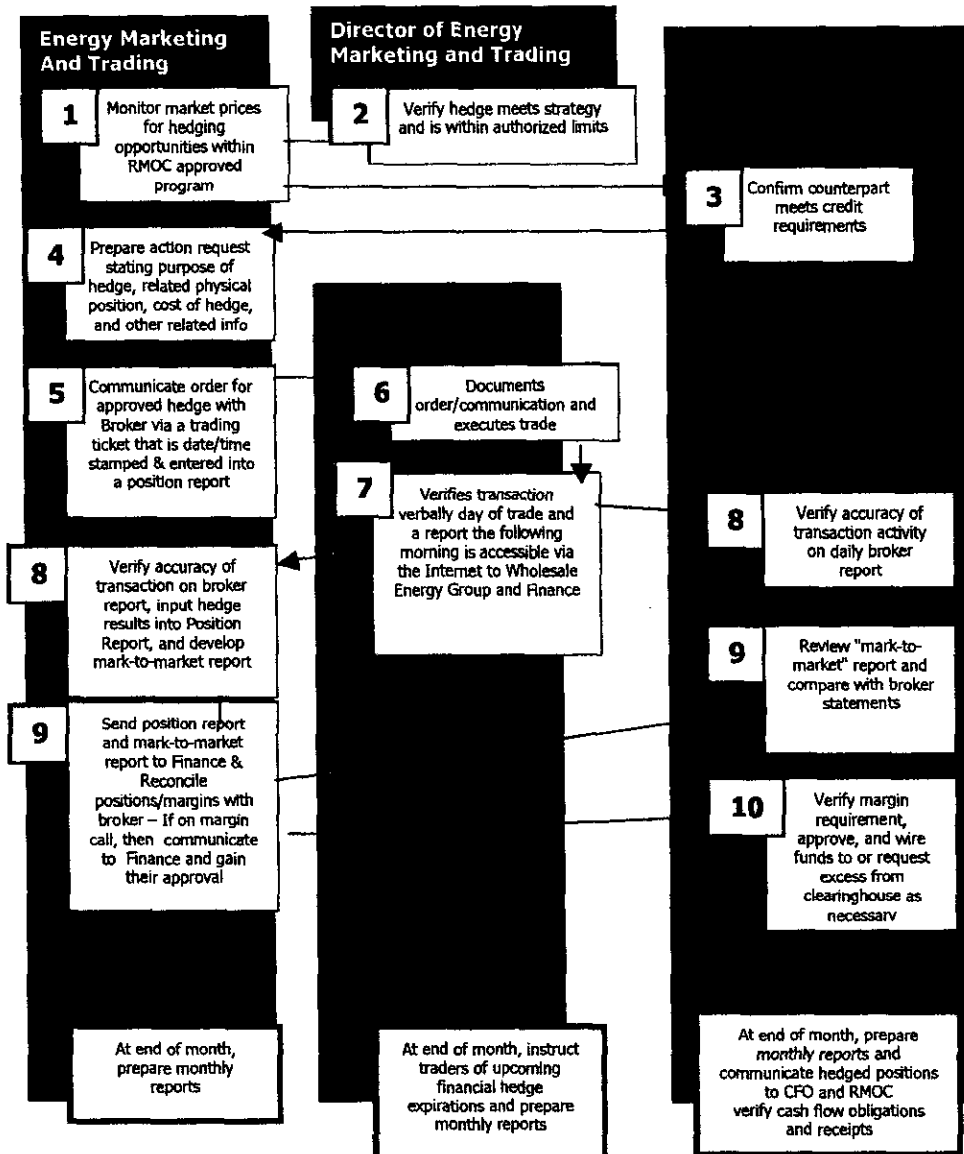 Energy Marketing
And Trading
Director of Energy
Marketing and Trading
1
Monitor market prices
for hedging
opportunities within
RMOC approved
program
2
Verify hedge meets strategy
and is within authorized limits
3
Confirm counterpart
meets credit
requirements
4
Prepare action request
stating purpose of
hedge, related physical
position, cost of hedge,
and other related info
5
Communicate order for
approved hedge with
Broker via a trading
ticket that is date/time
stamped & entered into
a position report
6
Documents
order/communication and
executes trade
7
Verifies transaction
verbally day of trade and
a report the following
morning is accessible via
the Internet to Wholesale
Energy Group and Finance
8
Verify accuracy of
transaction activity
on daily broker
report
8
Verify accuracy of
transaction on broker
report, input hedge
results into Position
Report, and develop
mark-to-market report
9
Review "mark-to-
market" report and
compare with broker
statements
9
Send position report
and mark-to-market
report to Finance &
Reconcile
positions/margins with
broker – If on margin
call, then communicate
to Finance and gain
their approval
10
Verify margin
requirement,
approve, and wire
funds to or request
excess from
clearinghouse as
necessary
At end of month,
prepare monthly
reports
At end of month, instruct
traders of upcoming
financial hedge
expirations and prepare
monthly reports
At end of month, prepare
monthly reports and
communicate hedged positions
to CFO and RMOC
verify cash flow obligations
and receipts